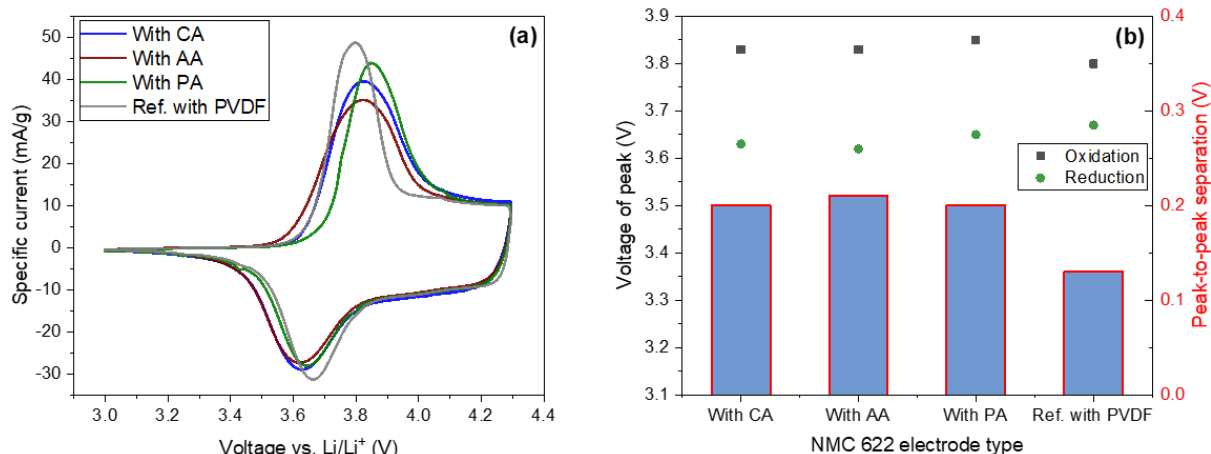 With CA
With AA
With PA
Ref. with PVDF
(a)
Specific current (mA/g)
50
40
30
20
10
0
-10
-20
-30
3.0
3.2
3.4
3.6
3.8
4.0
4.2
4.4
Voltage vs. Li/Li⁺ (V)
(b)
Voltage of peak (V)
3.9
3.8
3.7
3.6
3.5
3.4
3.3
3.2
3.1
Oxidation
Reduction
0.4
0.3
0.2
0.1
0.0
Peak-to-peak separation (V)
With CA
With AA
With PA
Ref. with PVDF
NMC 622 electrode type